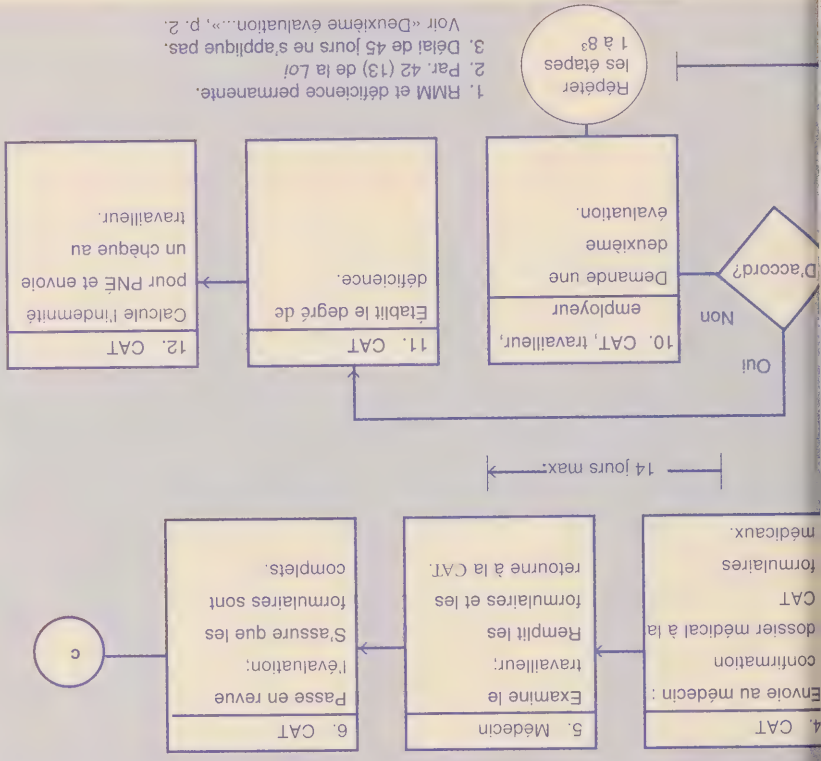 4. CAT
Envoie au médecin :
confirmation
dossier médical à la
CAT
formulaires
médicaux.
5. Médecin
Examine le
travailleur;
Remplit les
formulaires et les
retourne à la CAT.
6. CAT
Passe en revue
l'évaluation;
S'assure que les
formulaires sont
complets.
C
14 jours max.
Oui
Non
D'accord?
10. CAT, travailleur,
employeur
Demande une
deuxième
évaluation.
11. CAT
Établit le degré de
déficience.
12. CAT
Calcule l'indemnité
pour PNÉ et envoie
un chèque au
travailleur.
Répéter
les étapes
1 à 8³
1. RMM et déficience permanente.
2. Par. 42 (13) de la Loi
3. Délai de 45 jours ne s'applique pas.
Voir «Deuxième évaluation...», p. 2.